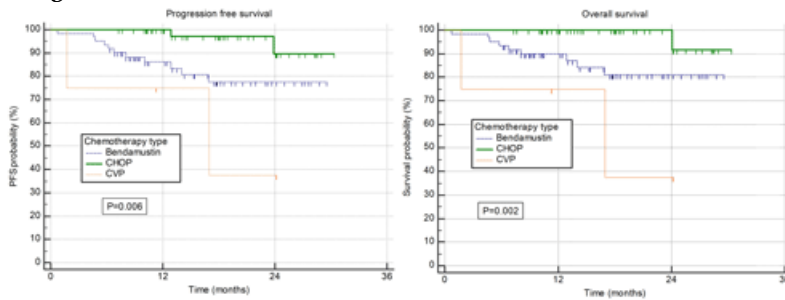 Progression free survival
PFS probability (%)
100
90
80
70
60
50
40
30
20
10
0
Chemotherapy type
Bendamustin
CHOP
CVP
P=0.006
0 12 24 36
Time (months)
Overall survival
Survival probability (%)
100
90
80
70
60
50
40
30
20
10
0
Chemotherapy type
Bendamustin
CHOP
CVP
P=0.002
0 12 24 36
Time (months)